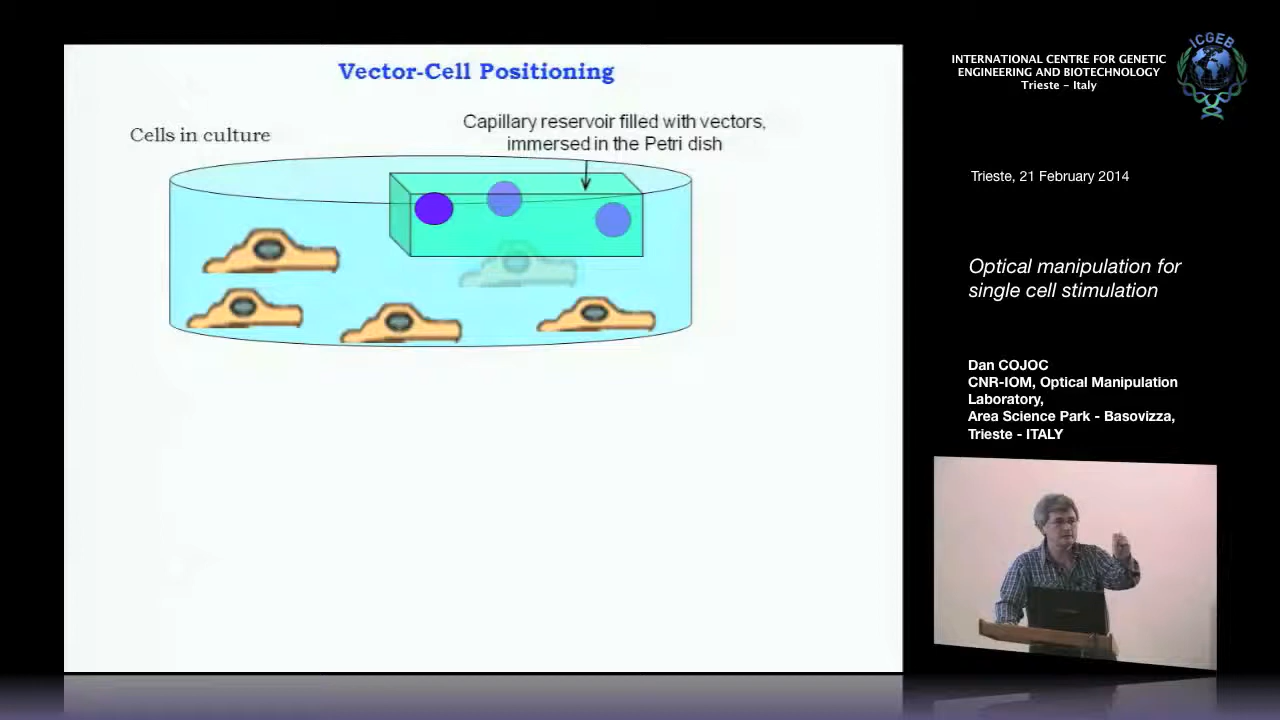 Vector-Cell Positioning
Cells in culture
Capillary reservoir filled with vectors,
immersed in the Petri dish
INTERNATIONAL CENTRE FOR GENETIC
ENGINEERING AND BIOTECHNOLOGY
Trieste - Italy
ICGEB
Trieste, 21 February 2014
Optical manipulation for
single cell stimulation
Dan COJOC
CNR-IOM, Optical Manipulation
Laboratory,
Area Science Park - Basovizza,
Trieste - ITALY